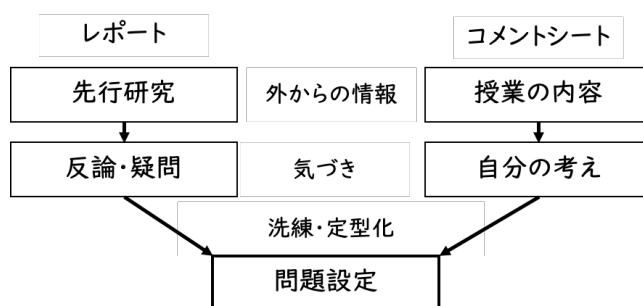 レポート
コメントシート
先行研究
外からの情報
授業の内容
反論・疑問
気づき
自分の考え
洗練・定型化
問題設定